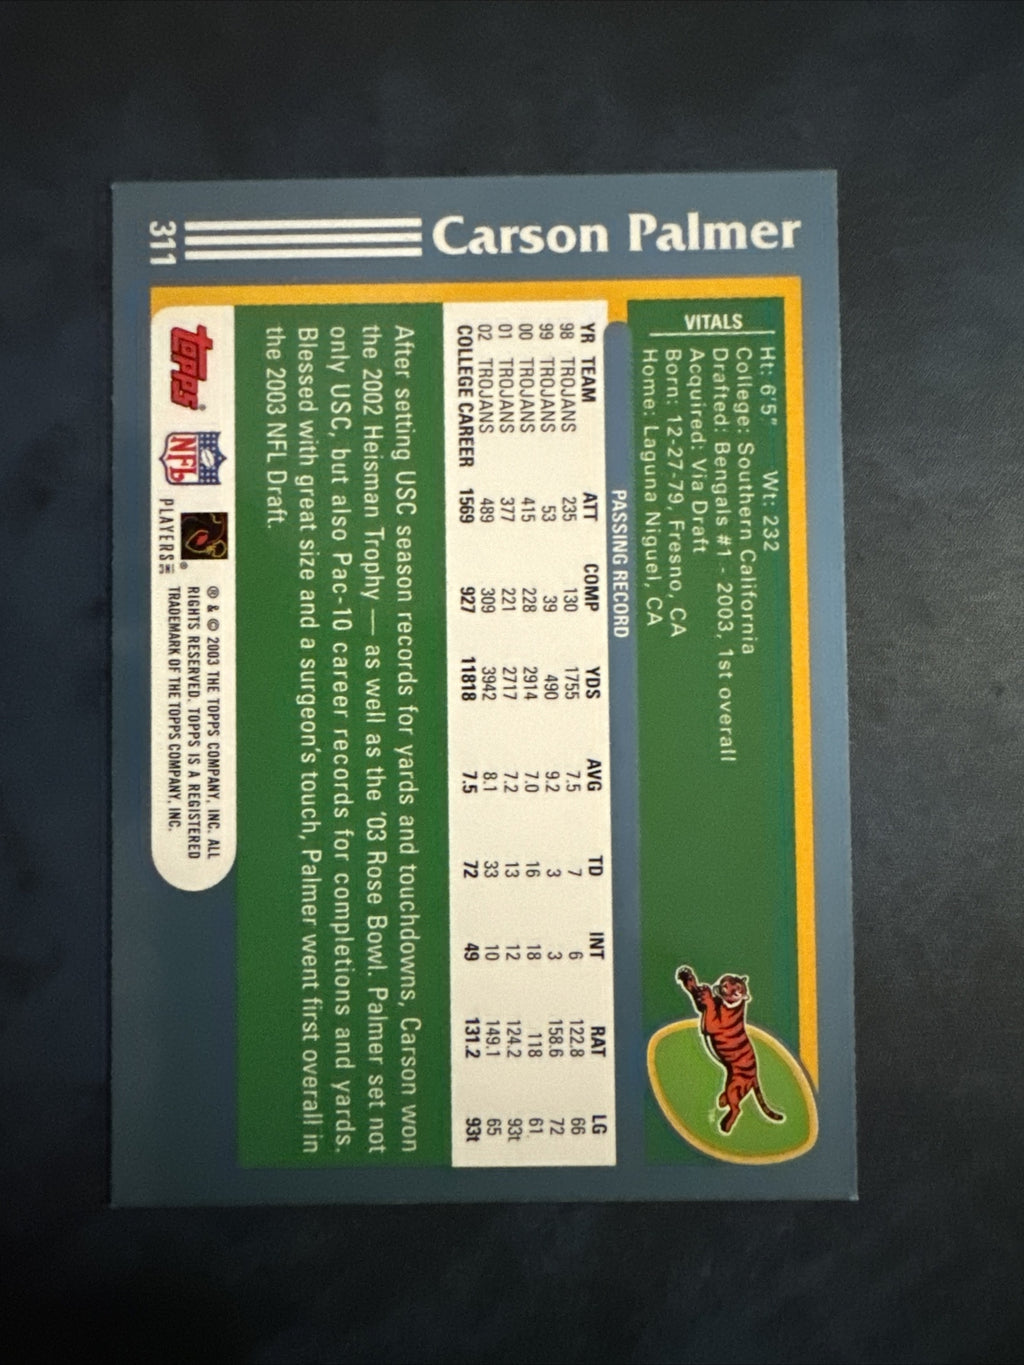 311 Carson Palmer
VITALS
Ht: 6'5" Wt: 232
College: Southern California
Drafted: Bengals #1 - 2003, 1st overall
Acquired: Via Draft
Born: 12-27-79, Fresno, CA
Home: Laguna Niguel, CA
PASSING RECORD
YR TEAM ATT COMP YDS AVG TD INT RAT LG
98 TROJANS 235 130 1755 7.5 7 6 122.8 66
99 TROJANS 53 39 490 9.2 3 3 158.6 72
00 TROJANS 415 228 2914 7.0 16 18 118 61
01 TROJANS 377 221 2717 7.2 13 12 124.2 93t
02 TROJANS 489 309 3942 8.1 33 10 149.1 65
COLLEGE CAREER 1569 927 11818 7.5 72 49 131.2 93t
After setting USC season records for yards and touchdowns, Carson won
the 2002 Heisman Trophy — as well as the '03 Rose Bowl. Palmer set not
only USC, but also Pac-10 career records for completions and yards.
Blessed with great size and a surgeon's touch, Palmer went first overall in
the 2003 NFL Draft.
topps®
NFL
PLAYERS INC ®
® & © 2003 THE TOPPS COMPANY, INC. ALL
RIGHTS RESERVED. TOPPS IS A REGISTERED
TRADEMARK OF THE TOPPS COMPANY, INC.